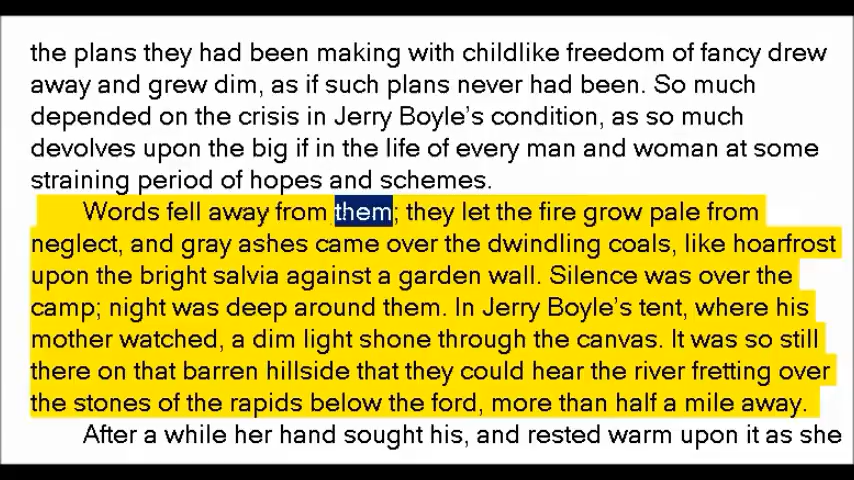 the plans they had been making with childlike freedom of fancy drew
away and grew dim, as if such plans never had been. So much
depended on the crisis in Jerry Boyle’s condition, as so much
devolves upon the big if in the life of every man and woman at some
straining period of hopes and schemes.
Words fell away from them; they let the fire grow pale from
neglect, and gray ashes came over the dwindling coals, like hoarfrost
upon the bright salvia against a garden wall. Silence was over the
camp; night was deep around them. In Jerry Boyle’s tent, where his
mother watched, a dim light shone through the canvas. It was so still
there on that barren hillside that they could hear the river fretting over
the stones of the rapids below the ford, more than half a mile away.
After a while her hand sought his, and rested warm upon it as she